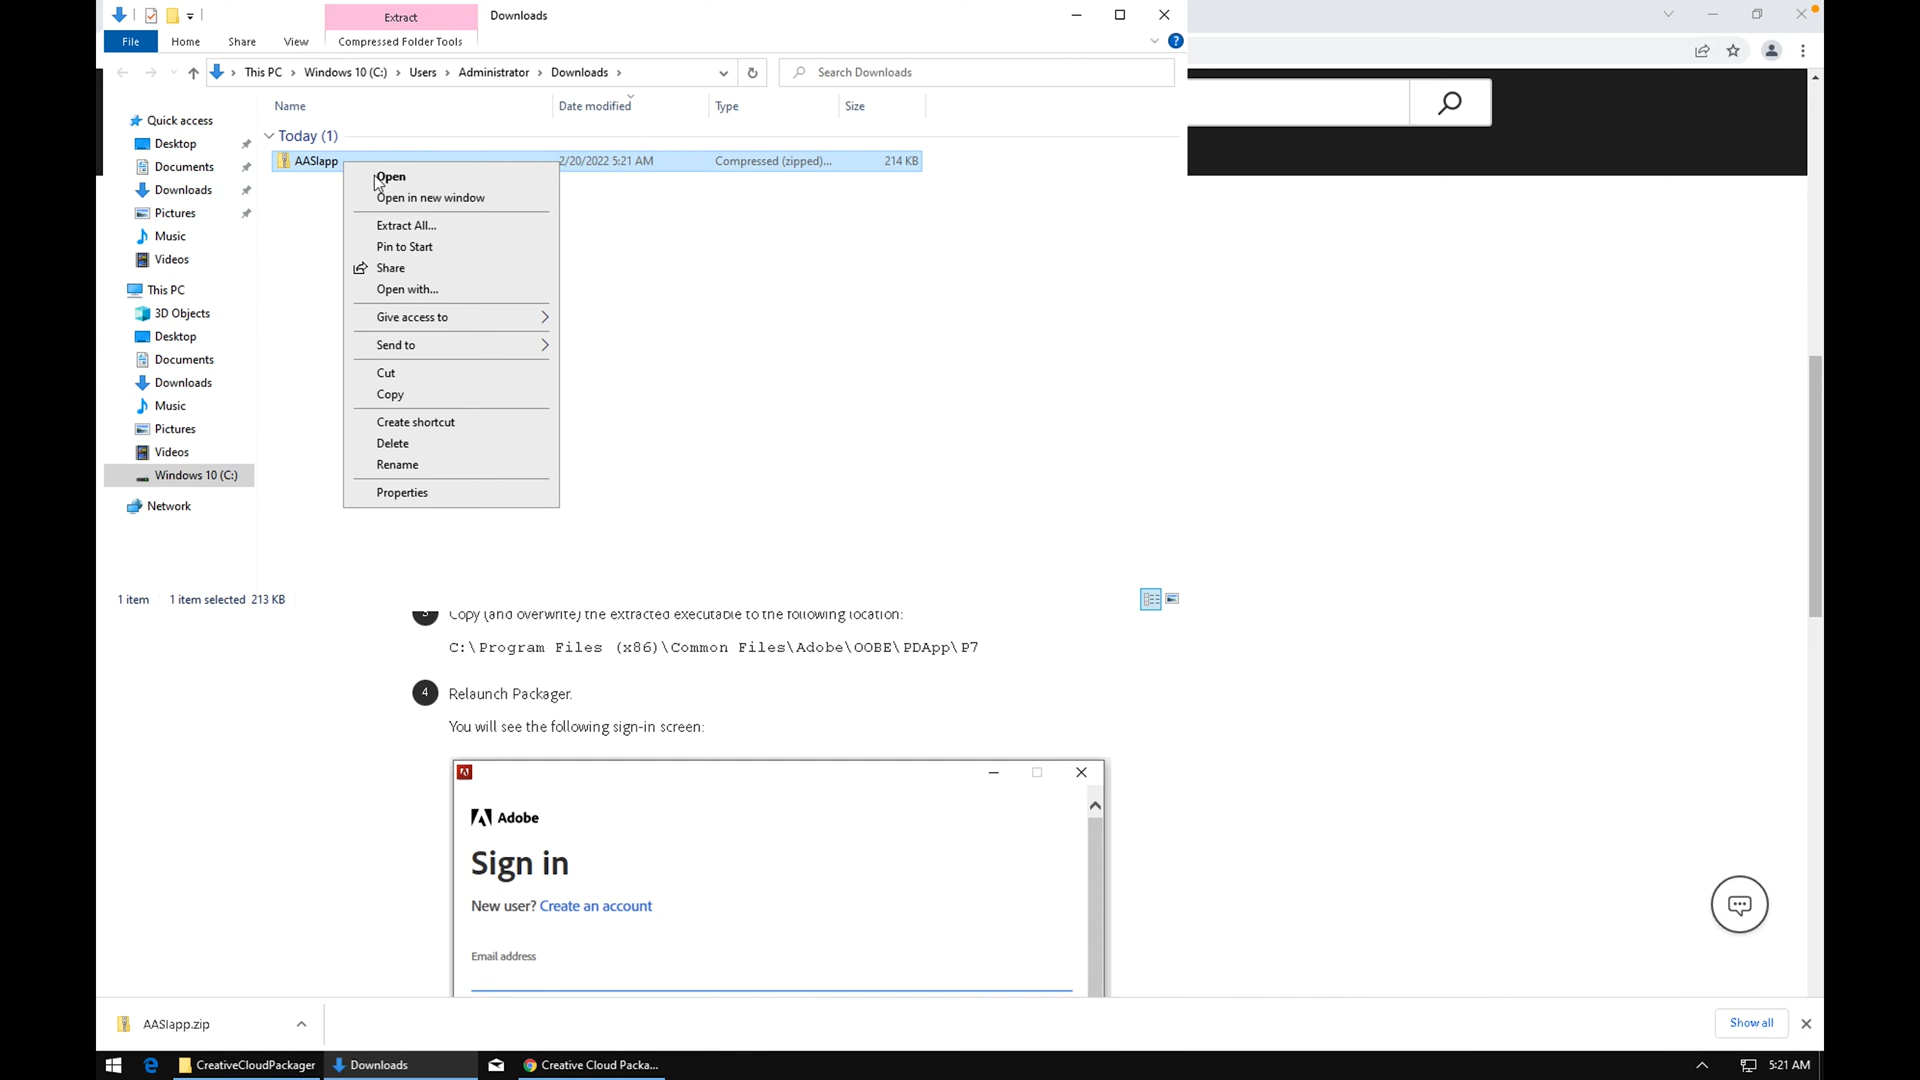 Extract
Downloads
File
Home
Share
View
Compressed Folder Tools
?
This PC
Windows 10 (C:)
Users
Administrator
Downloads
Search Downloads
Name
Date modified
Type
Size
Quick access
Desktop
Documents
Downloads
Pictures
Music
Videos
This PC
3D Objects
Desktop
Documents
Downloads
Music
Pictures
Videos
Windows 10 (C:)
Network
Today (1)
AASIapp
2/20/2022 5:21 AM
Compressed (zipped)...
214 KB
Open
Open in new window
Extract All...
Pin to Start
Share
Open with...
Give access to
Send to
Cut
Copy
Create shortcut
Delete
Rename
Properties
1 item
1 item selected 213 KB
Copy (and overwrite) the extracted executable to the following location:
C:\Program Files (x86)\Common Files\Adobe\OOBE\PDApp\P7
4
Relaunch Packager.
You will see the following sign-in screen:
Adobe
Sign in
New user? Create an account
Email address
AASIapp.zip
Show all
CreativeCloudPackager
Downloads
Creative Cloud Packa...
5:21 AM